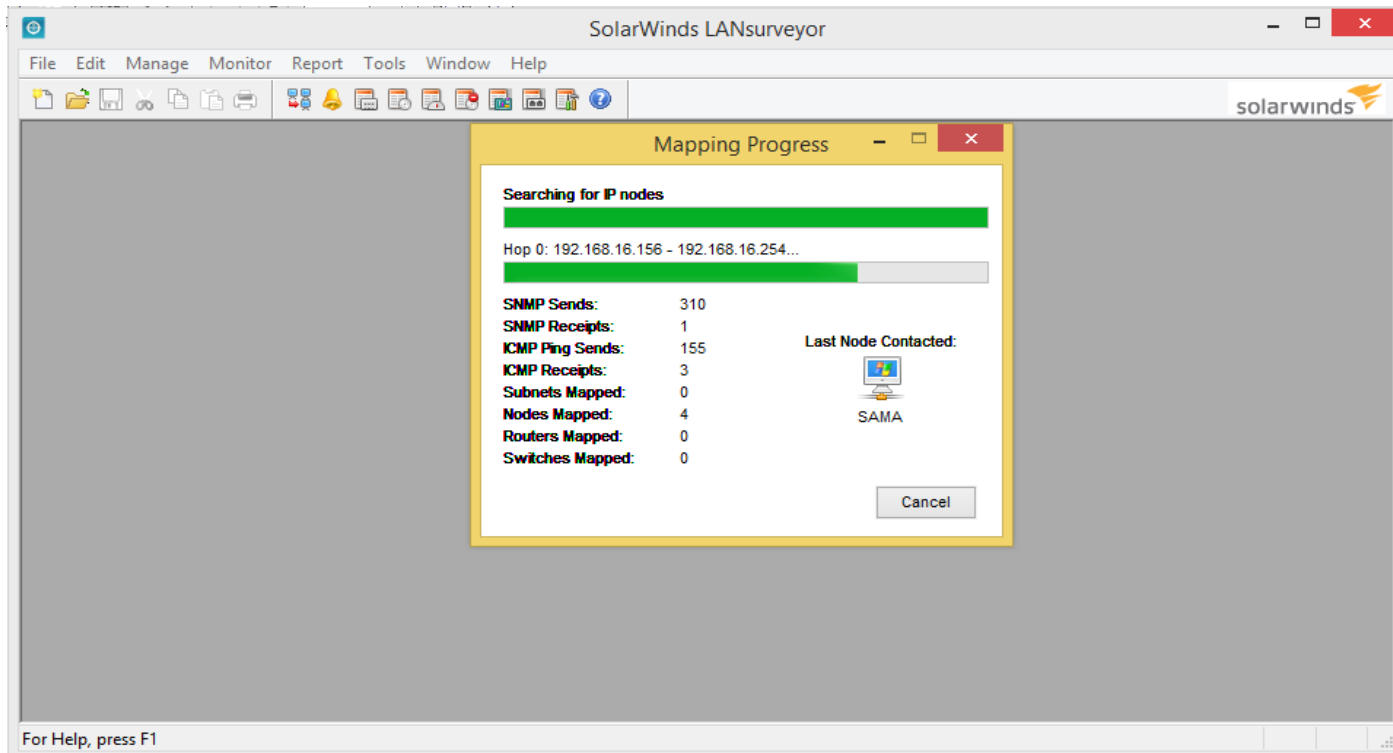 SolarWinds LANsurveyor
File Edit Manage Monitor Report Tools Window Help
solarwinds
Mapping Progress
Searching for IP nodes
Hop 0: 192.168.16.156 - 192.168.16.254...
SNMP Sends: 310
SNMP Receipts: 1
ICMP Ping Sends: 155
ICMP Receipts: 3
Subnets Mapped: 0
Nodes Mapped: 4
Routers Mapped: 0
Switches Mapped: 0
Last Node Contacted:
SAMA
Cancel
For Help, press F1